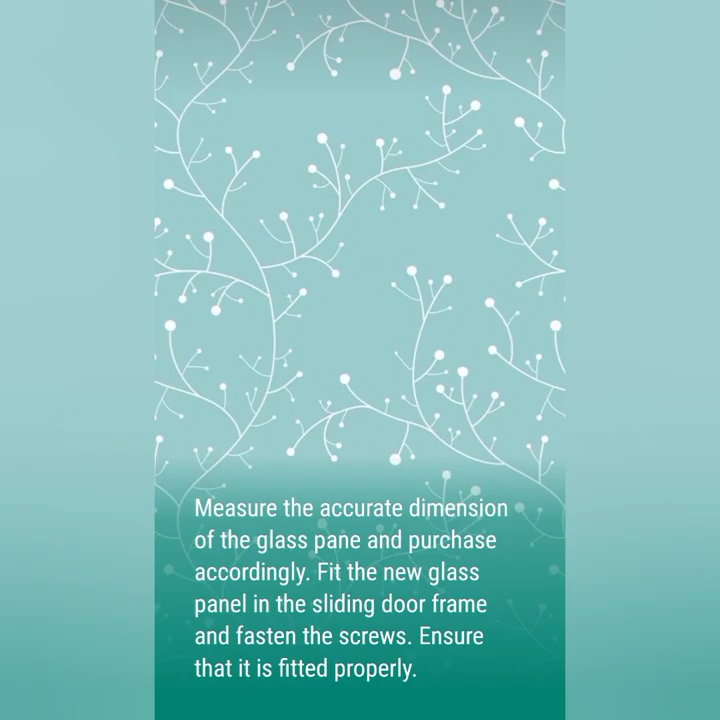 Measure the accurate dimension
of the glass pane and purchase
accordingly. Fit the new glass
panel in the sliding door frame
and fasten the screws. Ensure
that it is fitted properly.